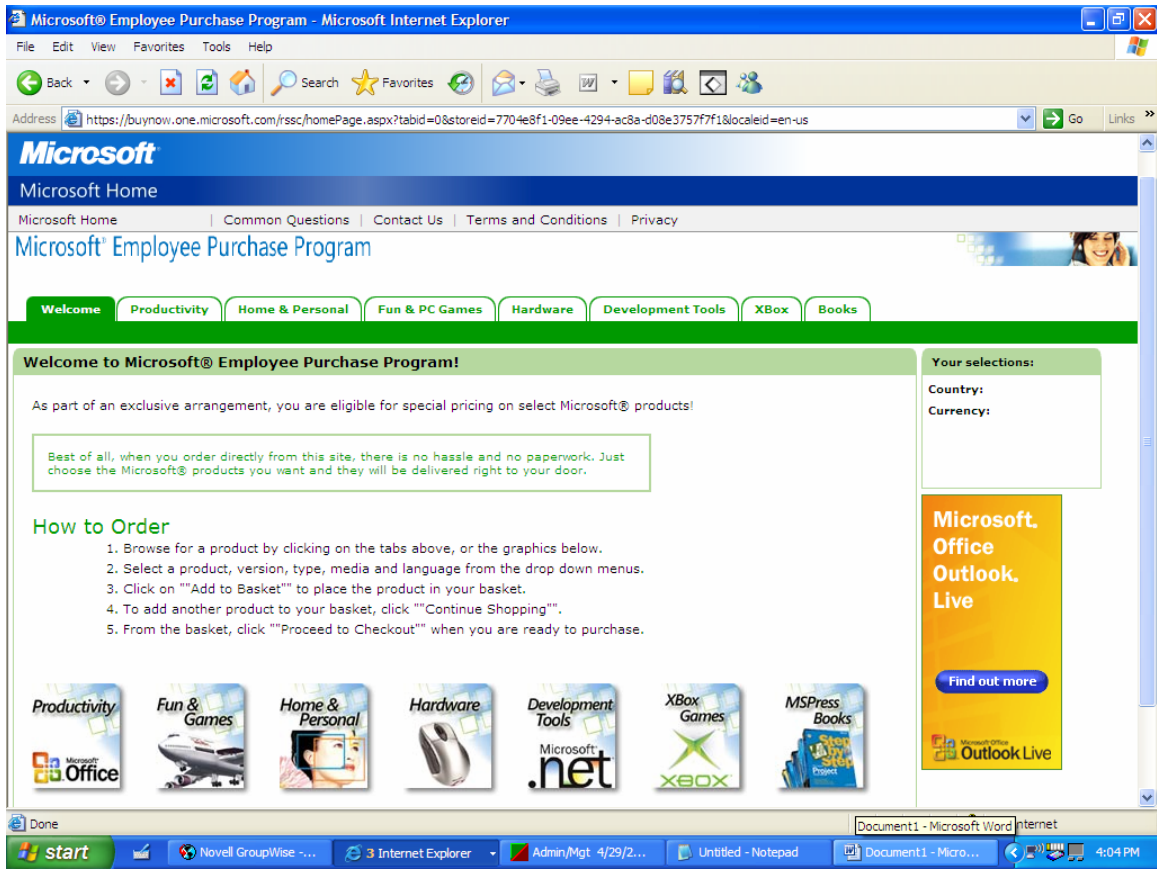 Microsoft® Employee Purchase Program - Microsoft Internet Explorer
File Edit View Favorites Tools Help
Back Search Favorites
Address https://buynow.one.microsoft.com/rssc/homePage.aspx?tabid=0&storeid=7704e8f1-09ee-4294-ac8a-d08e3757f7f1&localeid=en-us Go Links »
Microsoft
Microsoft Home
Microsoft Home | Common Questions | Contact Us | Terms and Conditions | Privacy
Microsoft® Employee Purchase Program
Welcome Productivity Home & Personal Fun & PC Games Hardware Development Tools XBox Books
Welcome to Microsoft® Employee Purchase Program!
As part of an exclusive arrangement, you are eligible for special pricing on select Microsoft® products!
Best of all, when you order directly from this site, there is no hassle and no paperwork. Just
choose the Microsoft® products you want and they will be delivered right to your door.
How to Order
1. Browse for a product by clicking on the tabs above, or the graphics below.
2. Select a product, version, type, media and language from the drop down menus.
3. Click on ""Add to Basket"" to place the product in your basket.
4. To add another product to your basket, click ""Continue Shopping"".
5. From the basket, click ""Proceed to Checkout"" when you are ready to purchase.
Productivity
Microsoft
Office
Fun &
Games
Home &
Personal
Hardware
Development
Tools
Microsoft
.net
XBox
Games
XBOX
MSPress
Books
Step
by
Step
Project
Your selections:
Country:
Currency:
Microsoft.
Office
Outlook.
Live
Find out more
Microsoft Office
Outlook Live
Done
Document1 - Microsoft Word
nternet
start Novell GroupWise -... 3 Internet Explorer Admin/Mgt 4/29/2... Untitled - Notepad Document1 - Micro... 4:04 PM